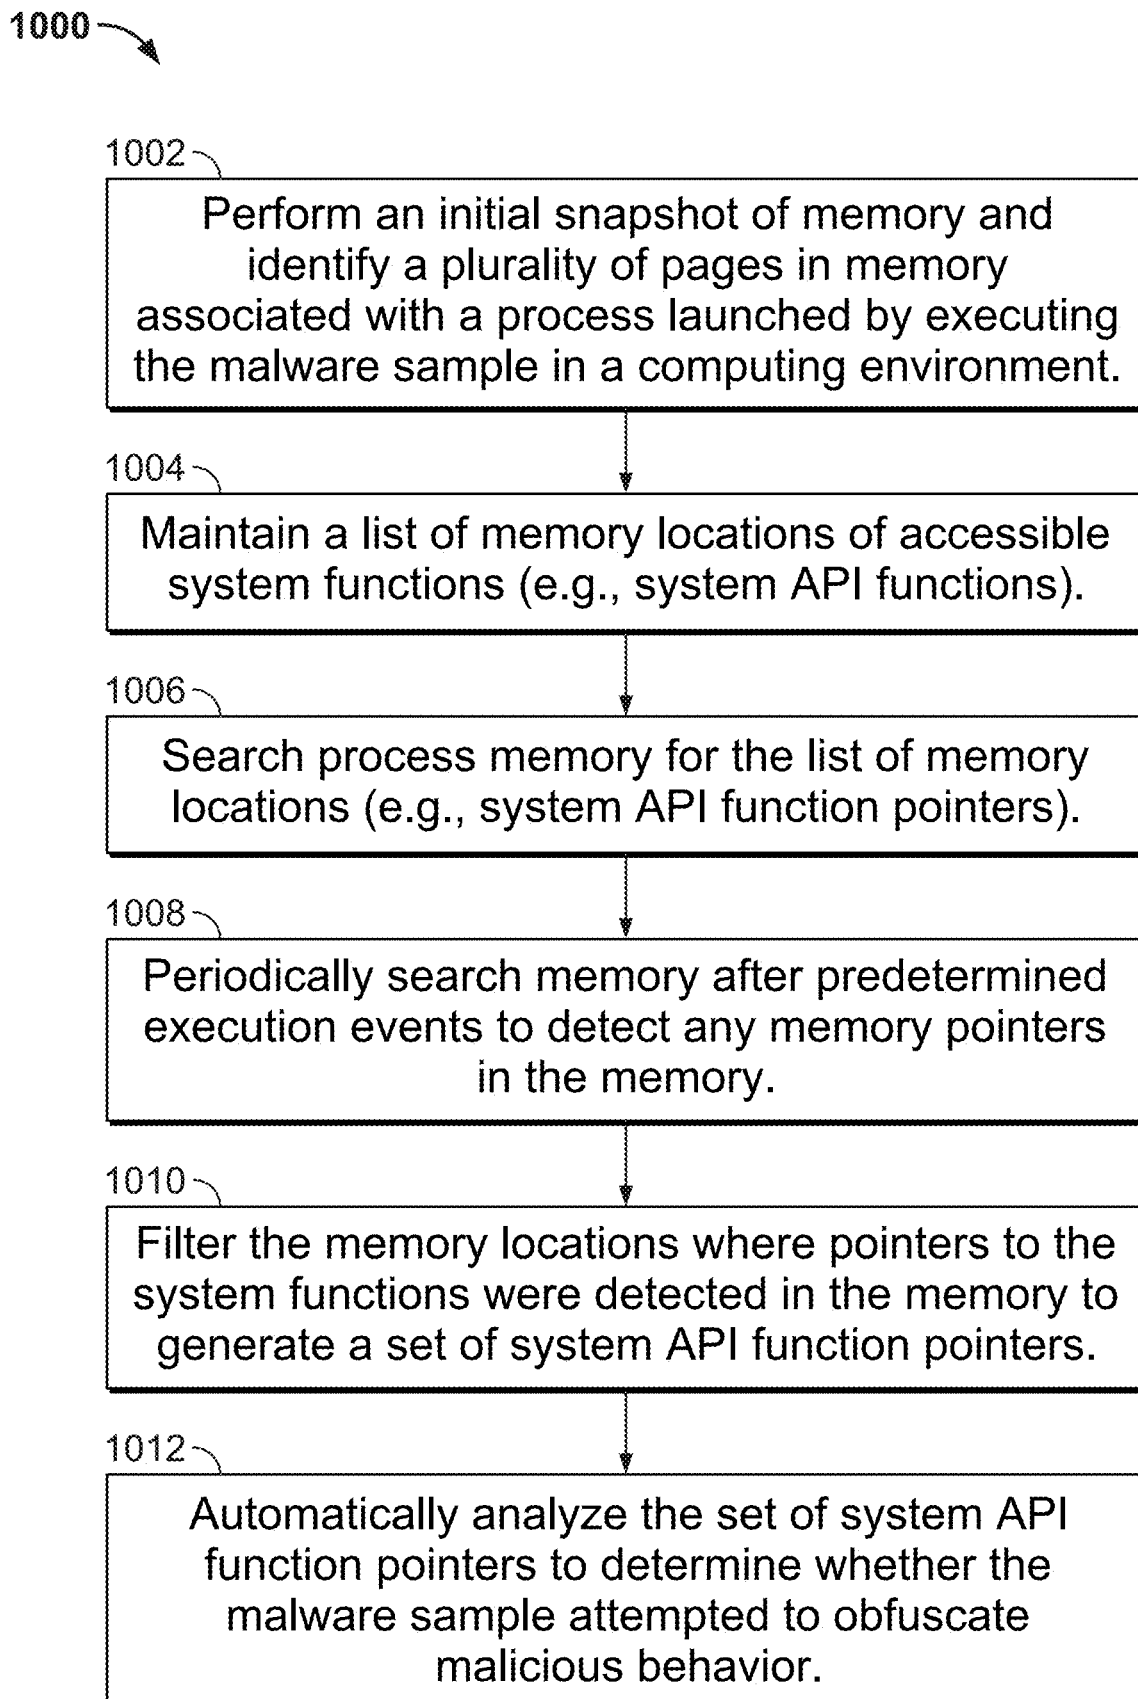 1000
1002
Perform an initial snapshot of memory and
identify a plurality of pages in memory
associated with a process launched by executing
the malware sample in a computing environment.
1004
Maintain a list of memory locations of accessible
system functions (e.g., system API functions).
1006
Search process memory for the list of memory
locations (e.g., system API function pointers).
1008
Periodically search memory after predetermined
execution events to detect any memory pointers
in the memory.
1010
Filter the memory locations where pointers to the
system functions were detected in the memory to
generate a set of system API function pointers.
1012
Automatically analyze the set of system API
function pointers to determine whether the
malware sample attempted to obfuscate
malicious behavior.